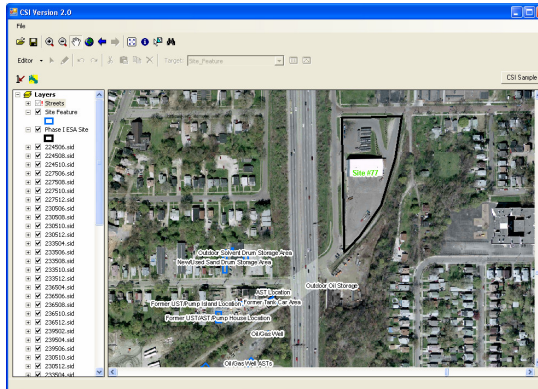 CSI Version 2.0
File
Editor
Target: Site_Feature
CSI Sample
Layers
Streets
Site Feature
Phase I ESA Site
224506.sid
224508.sid
224510.sid
227506.sid
227508.sid
227510.sid
227512.sid
230508.sid
230510.sid
230512.sid
233504.sid
233506.sid
233508.sid
233510.sid
233512.sid
236504.sid
236506.sid
236508.sid
236510.sid
236512.sid
239502.sid
239504.sid
239506.sid
230510.sid
230512.sid
233504.sid
Site #77
Outdoor Solvent Drum Storage Area
New/Used Sand Drum Storage Area
Outdoor Oil Storage
AST Location
Former UST/Pump Island Location
Former Tank Car Area
Former UST/AST/Pump House Location
Oil/Gas Well
Oil/Gas Well ASTs